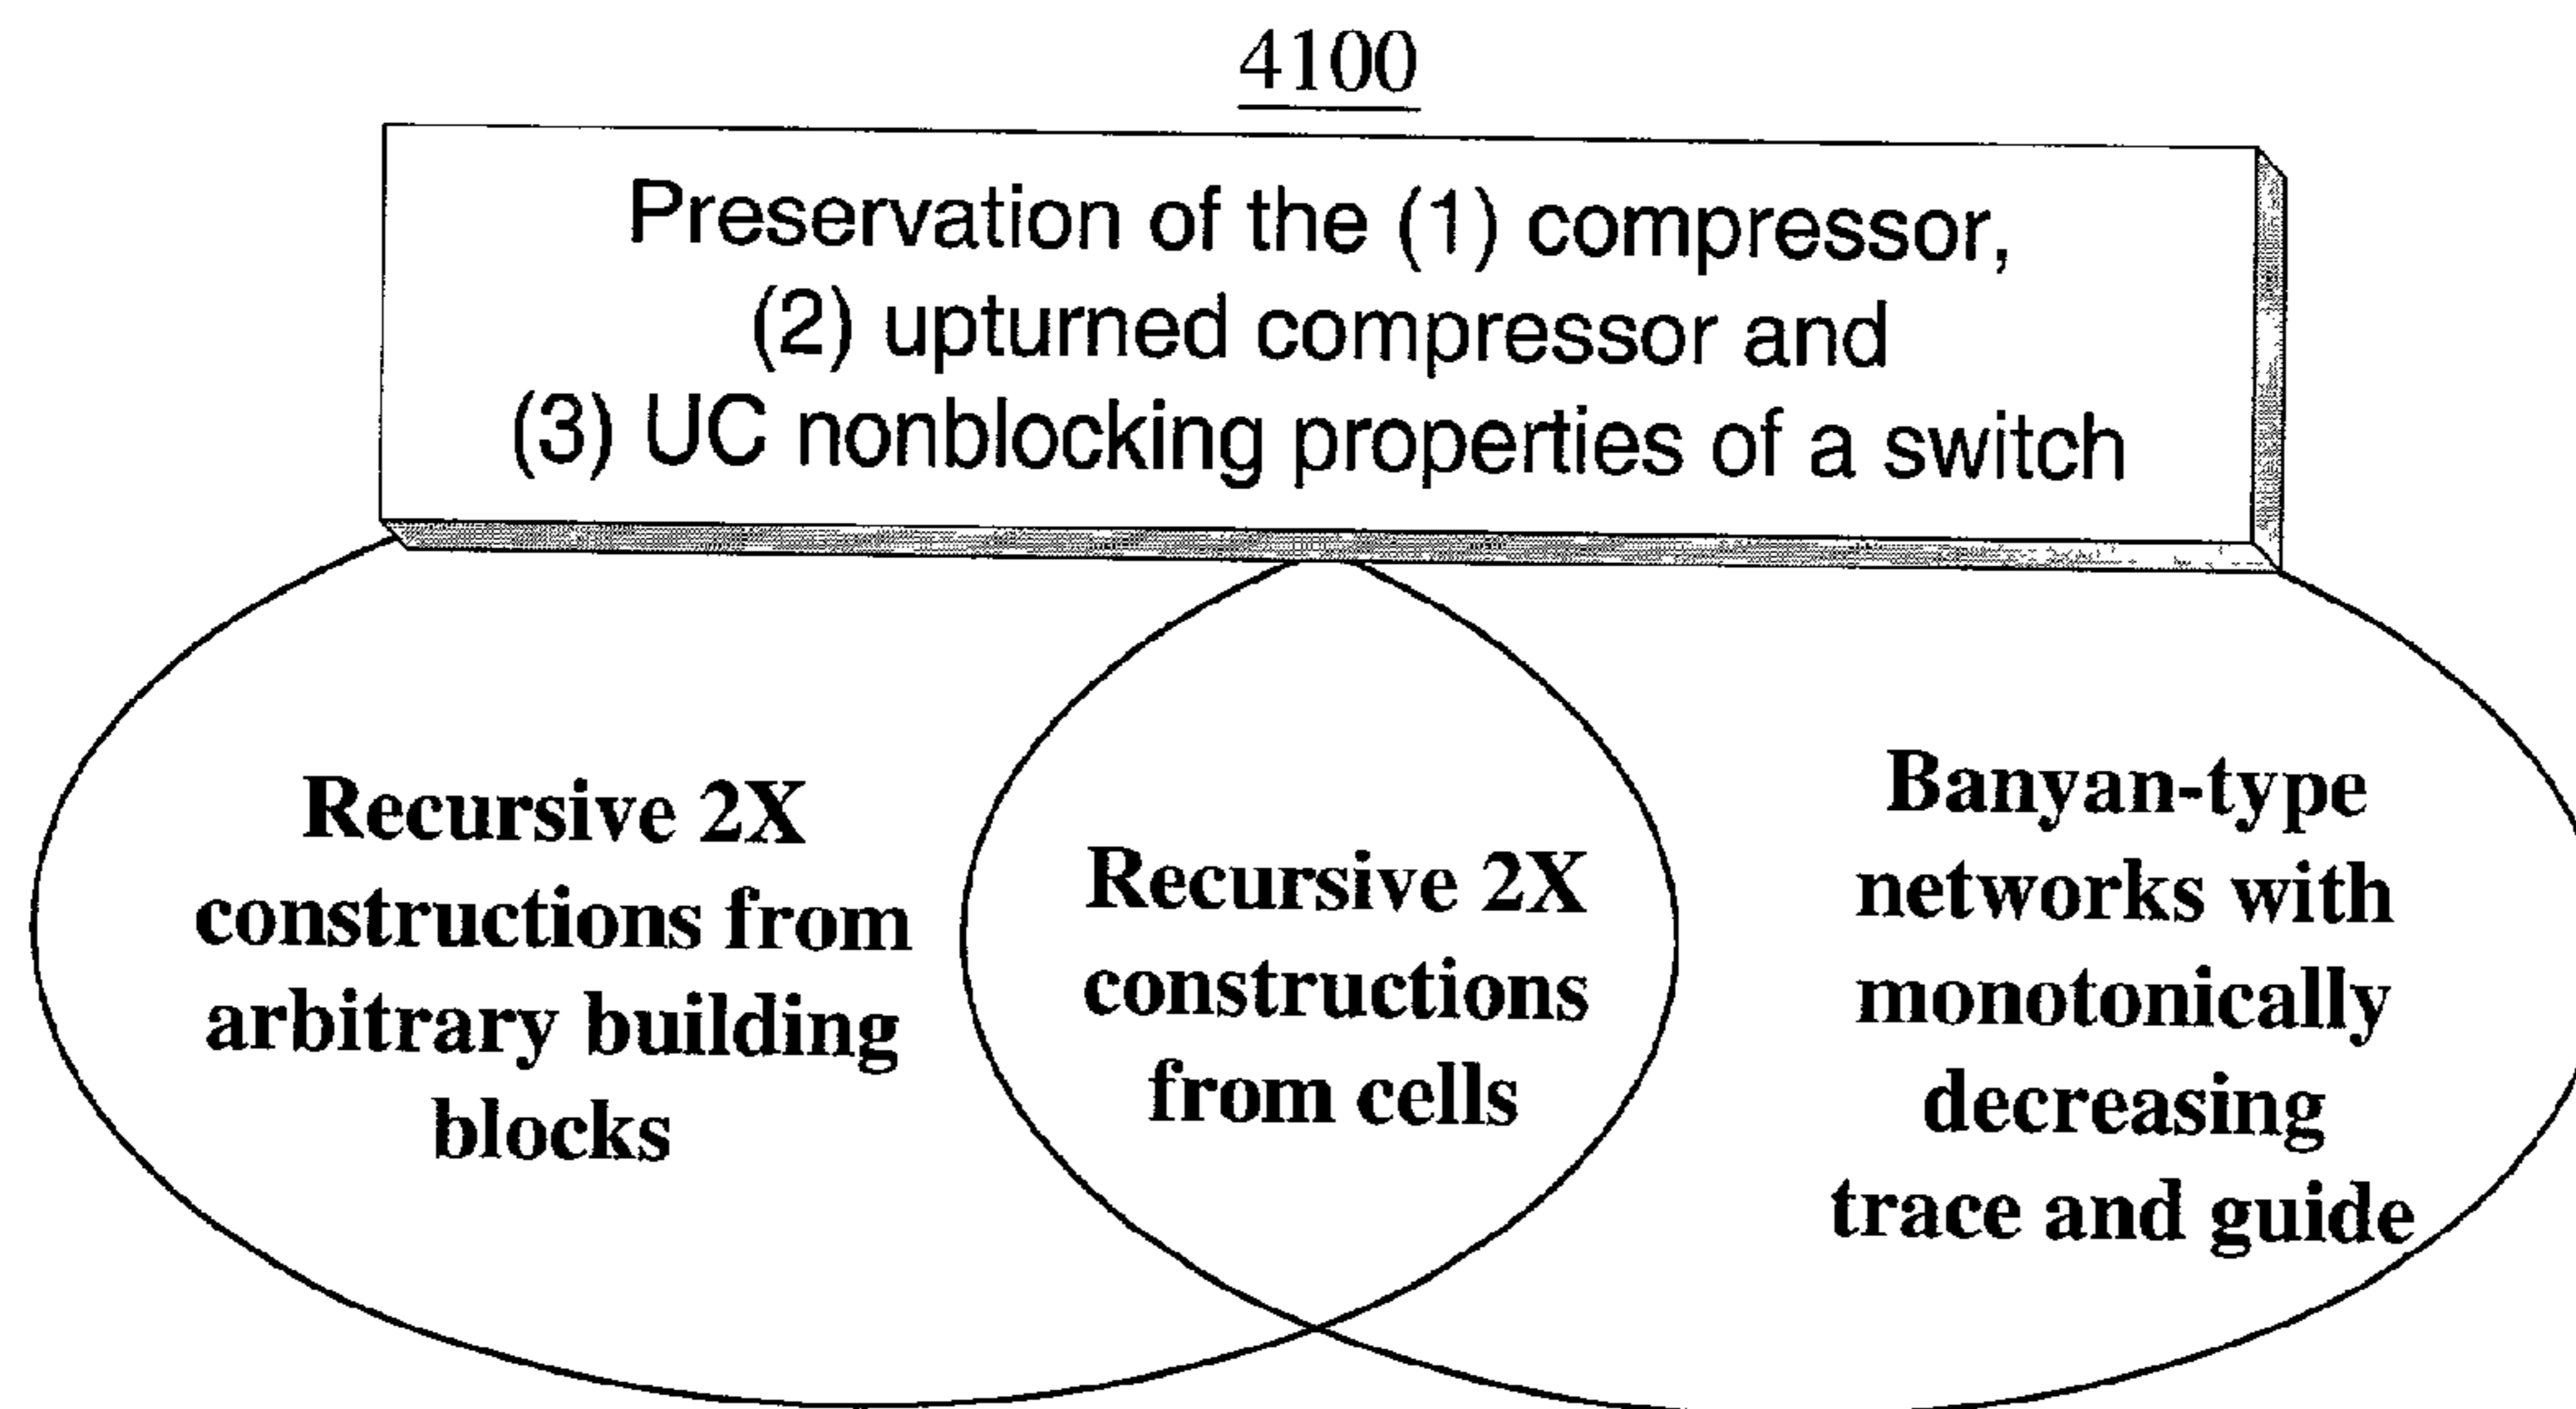 4100
Preservation of the (1) compressor,
(2) upturned compressor and
(3) UC nonblocking properties of a switch
Recursive 2X
constructions from
arbitrary building
blocks
Recursive 2X
constructions
from cells
Banyan-type
networks with
monotonically
decreasing
trace and guide